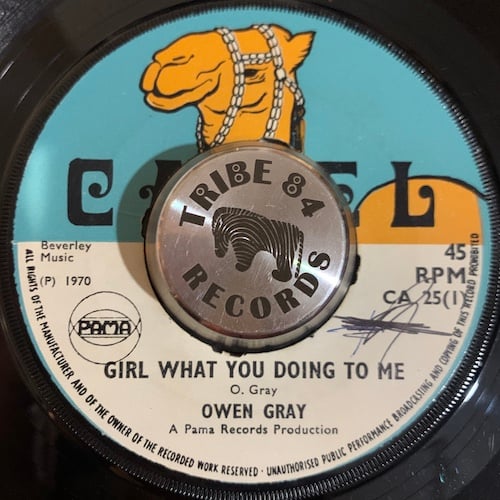 C EL
TRIBE 84
RECORDS
Beverley
Music
(P) 1970
PAMA
45
RPM
CA 25(1)
GIRL WHAT YOU DOING TO ME
O. Gray
OWEN GRAY
A Pama Records Production
ALL RIGHTS OF THE MANUFACTURER AND OF THE OWNER OF THE RECORDED WORK RESERVED · UNAUTHORISED PUBLIC PERFORMANCE BROADCASTING AND COPYING OF THIS RECORD PROHIBITED